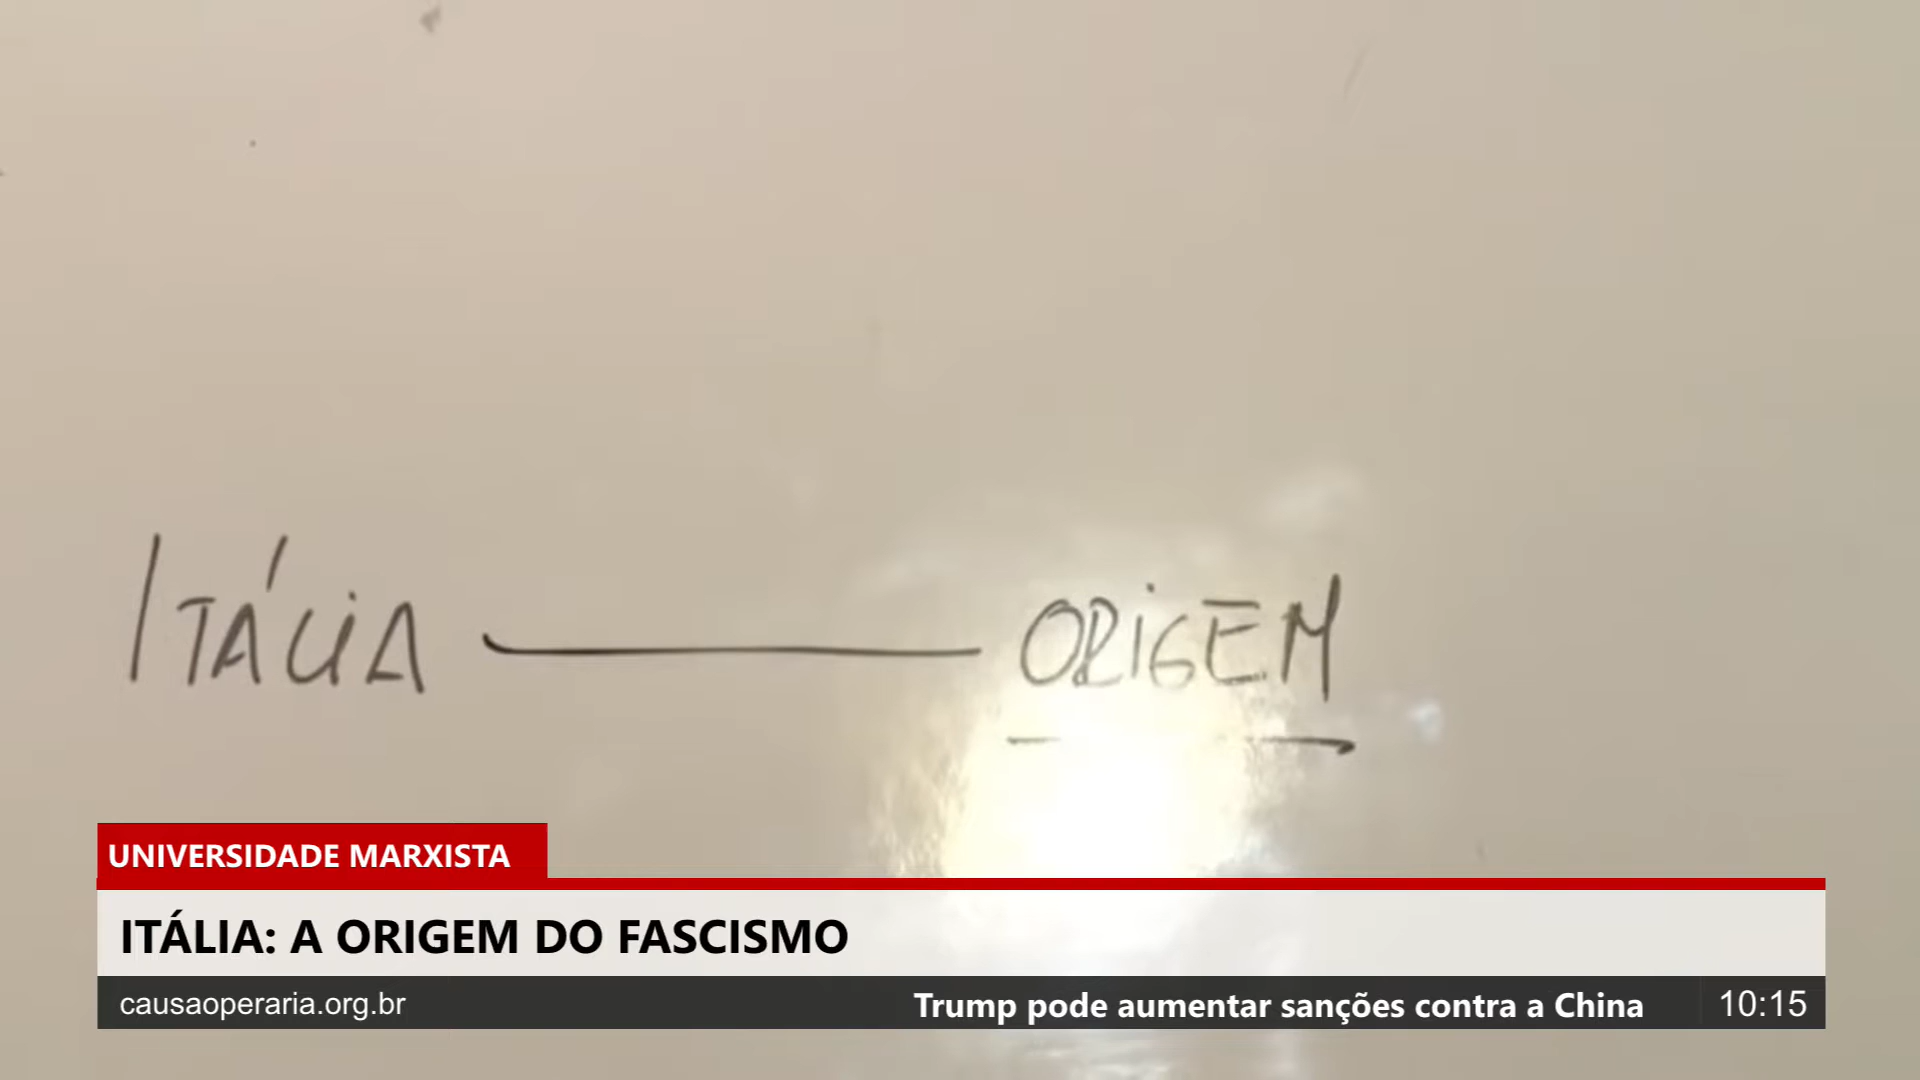 ITÁLIA — ORIGEM
UNIVERSIDADE MARXISTA
ITÁLIA: A ORIGEM DO FASCISMO
causaoperaria.org.br
Trump pode aumentar sanções contra a China
10:15